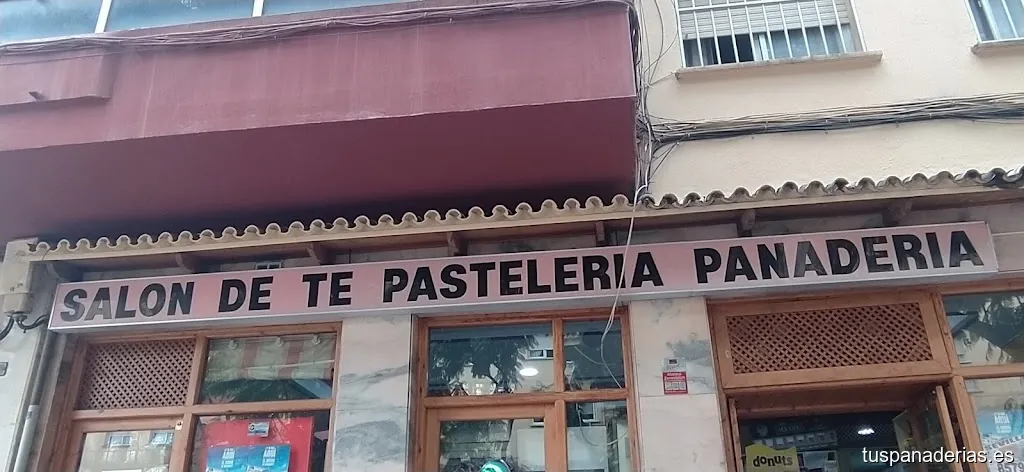 SALON DE TE PASTELERIA PANADERIA
donuts
tuspanaderias.es